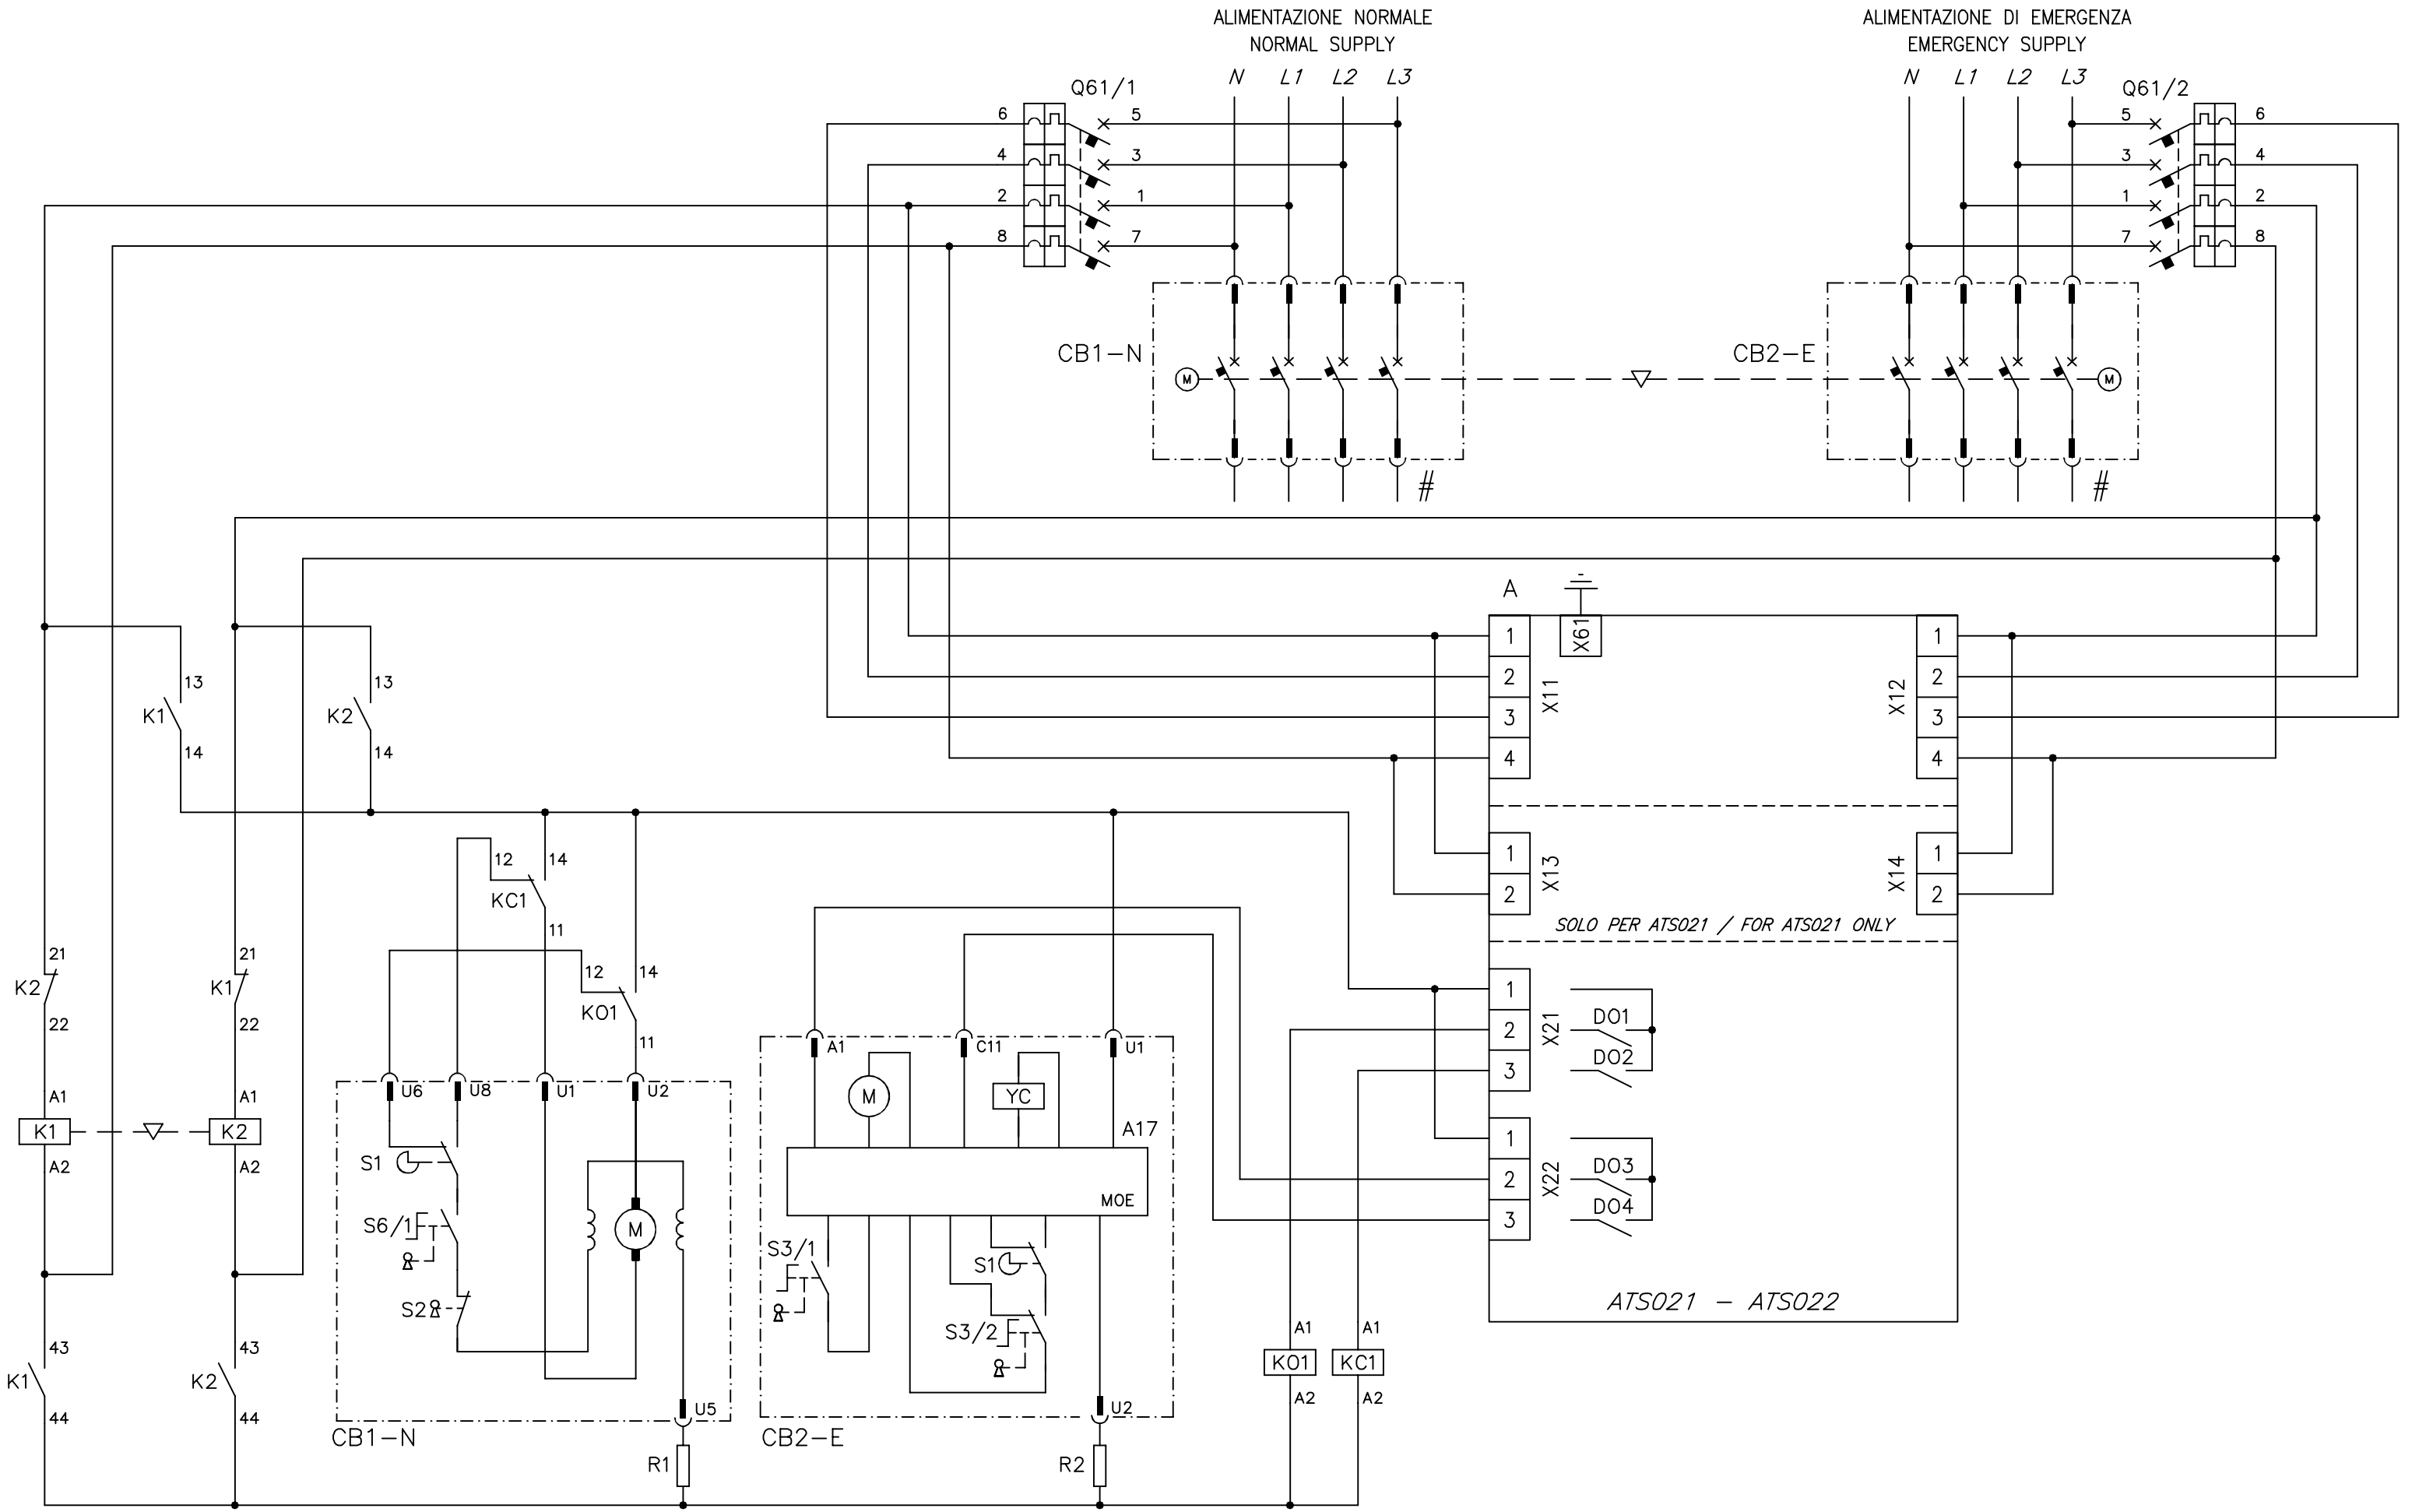 ALIMENTAZIONE NORMALE
NORMAL SUPPLY
ALIMENTAZIONE DI EMERGENZA
EMERGENCY SUPPLY
N L1 L2 L3
N L1 L2 L3
Q61/1
Q61/2
6 5
4 3
2 1
8 7
5 6
3 4
1 2
7 8
CB1-N
M
CB2-E
M
#
#
A
X61
1
2
3
4
X11
1
2
3
4
X12
13
K1
14
13
K2
14
1
2
X13
1
2
X14
SOLO PER ATS021 / FOR ATS021 ONLY
12 14
KC1
11
12 14
KO1
11
21
K2
22
21
K1
22
1
2
3
X21
DO1
DO2
1
2
3
X22
DO3
DO4
ATS021 - ATS022
A1
K1
A2
A1
K2
A2
U6 U8 U1 U2
S1
S6/1
M
S2
U5
CB1-N
R1
A1 C11 U1
M
YC
A17
MOE
S3/1
S1
S3/2
U2
CB2-E
R2
A1
KO1
A2
A1
KC1
A2
43
K1
44
43
K2
44